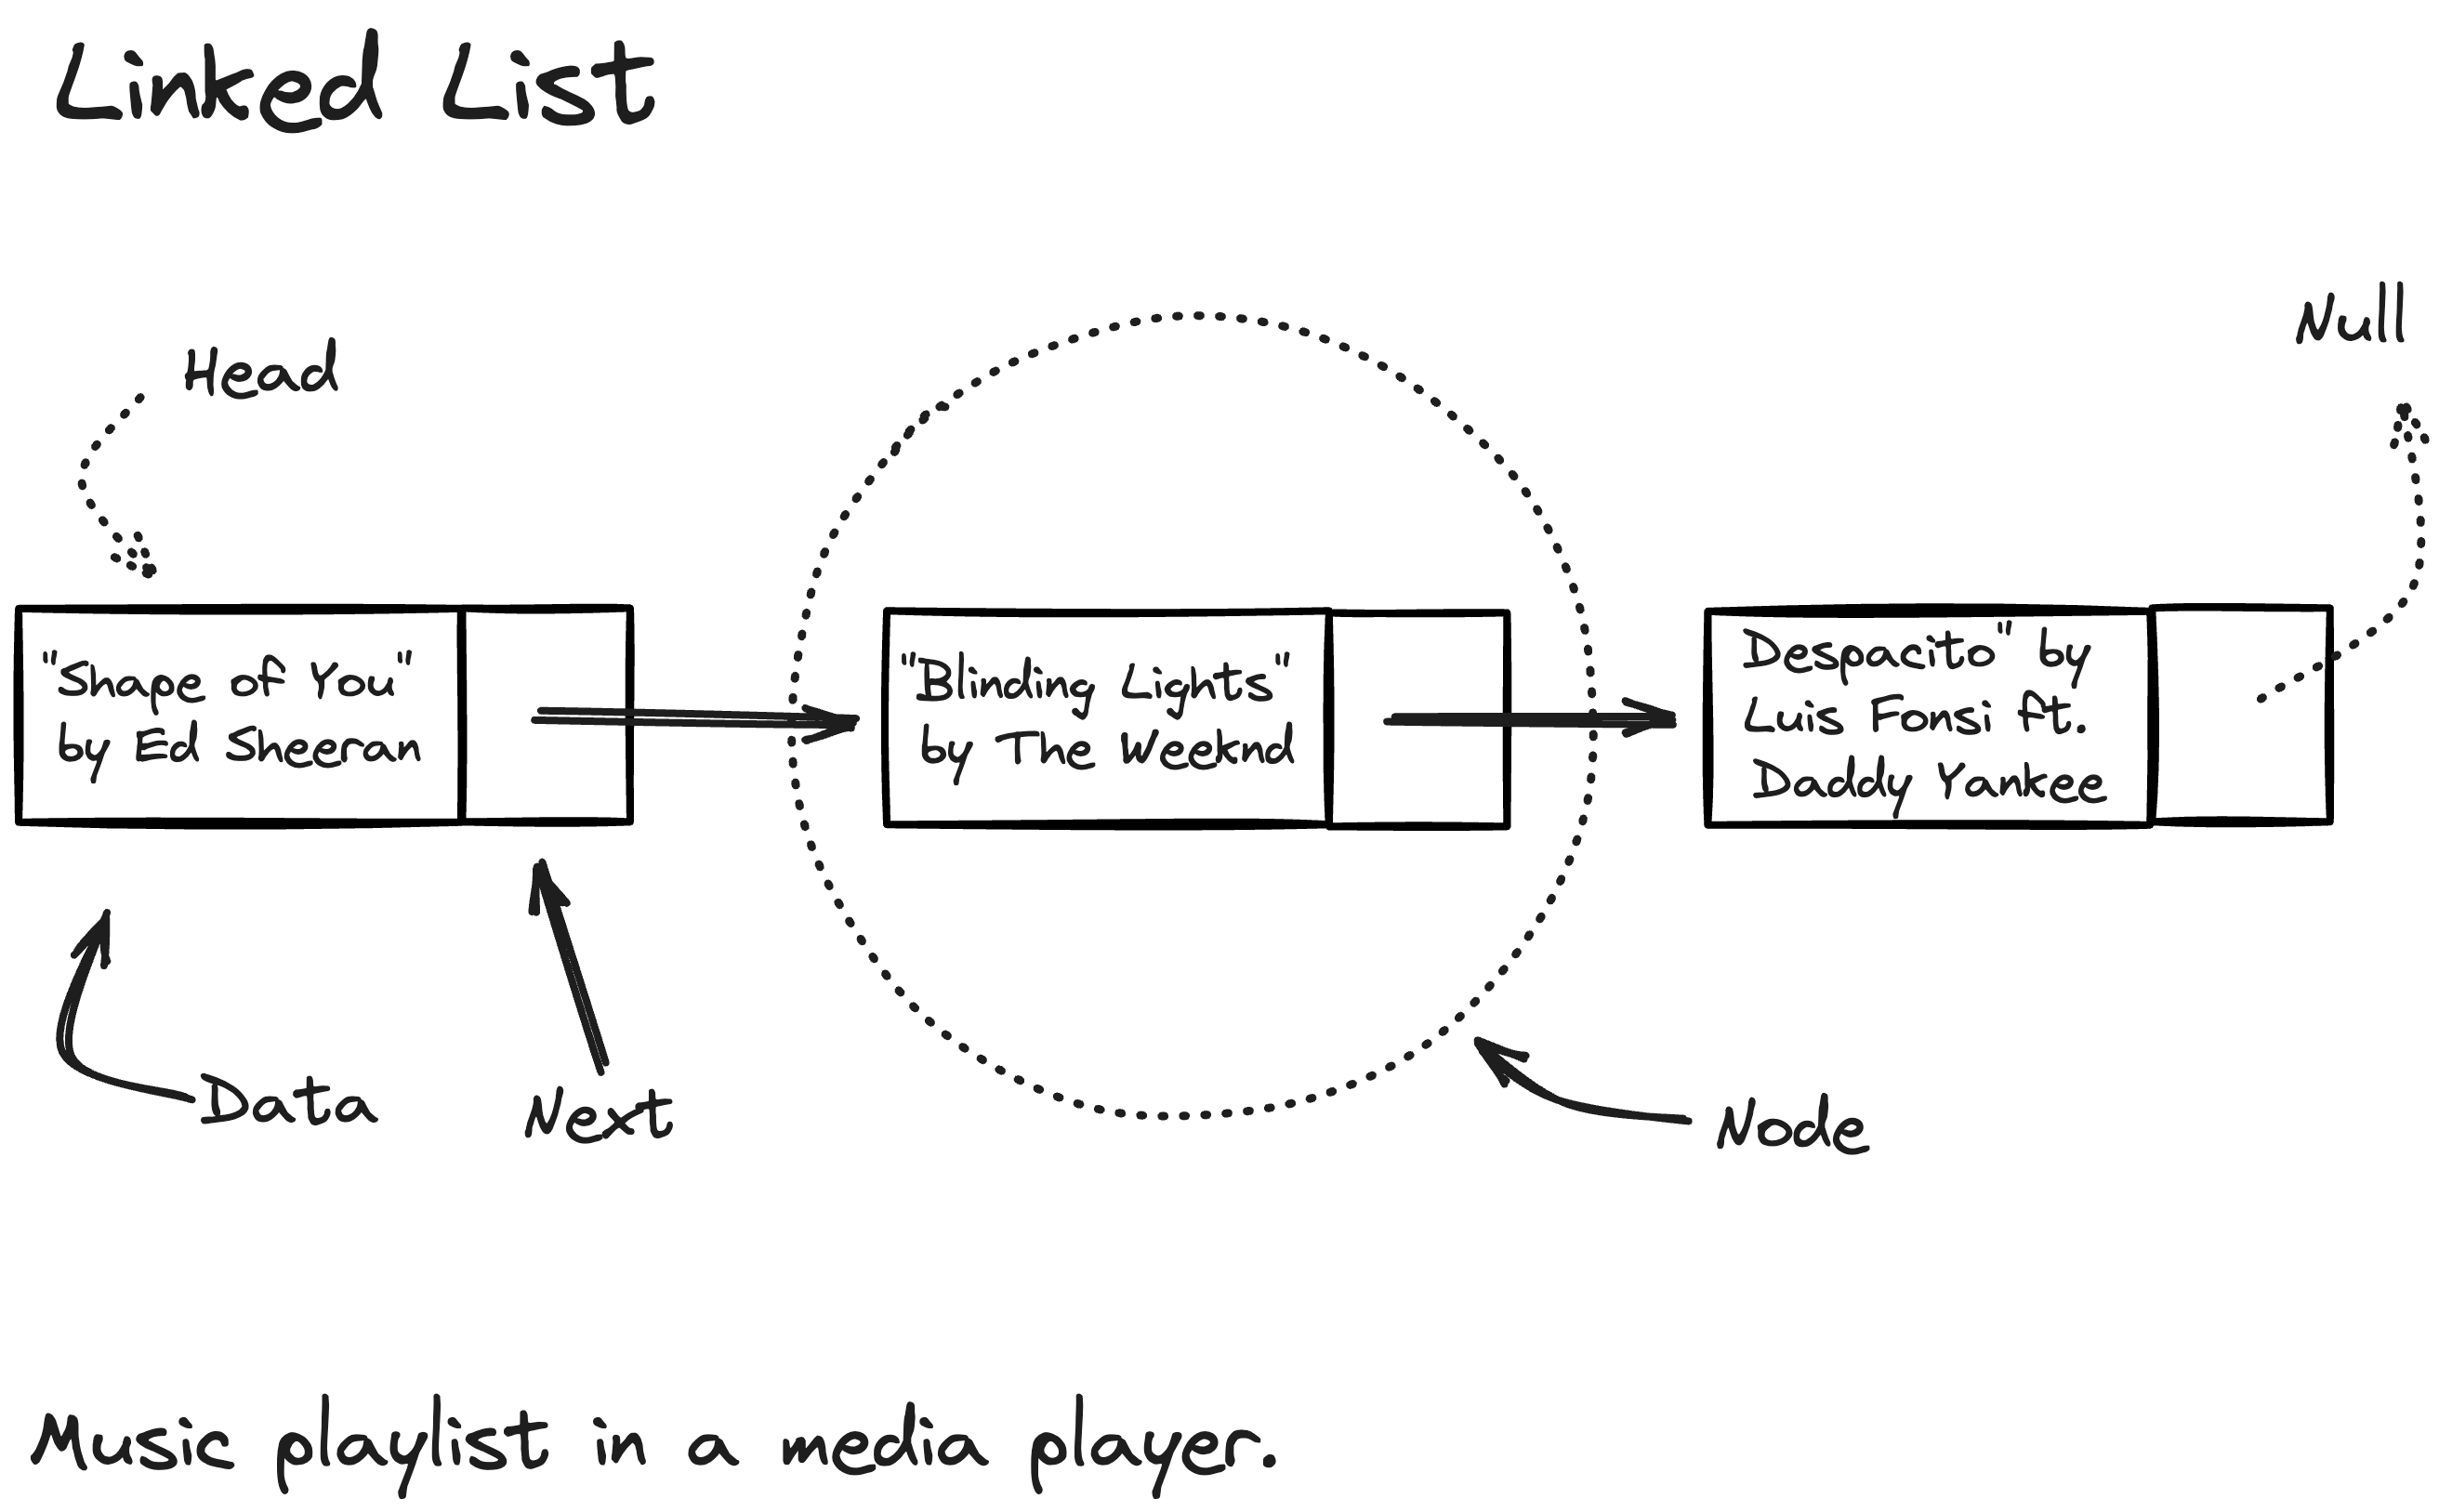 Linked List
Head
Null
"Shape of You"
by Ed Sheeran
"Blinding Lights"
by The Weeknd
Despacito" by
Luis Fonsi ft.
Daddy Yankee
Data
Next
Node
Music playlist in a media player.